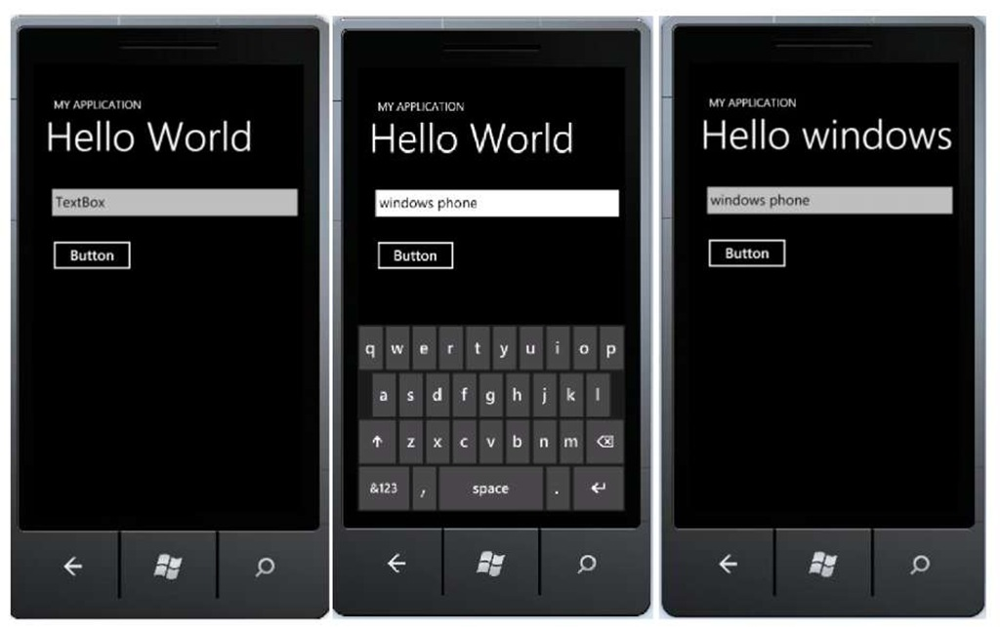 MY APPLICATION
Hello World
TextBox
Button
MY APPLICATION
Hello World
windows phone
Button
q w e r t y u i o p
a s d f g h j k l
z x c v b n m
&123 , space .
MY APPLICATION
Hello windows
windows phone
Button